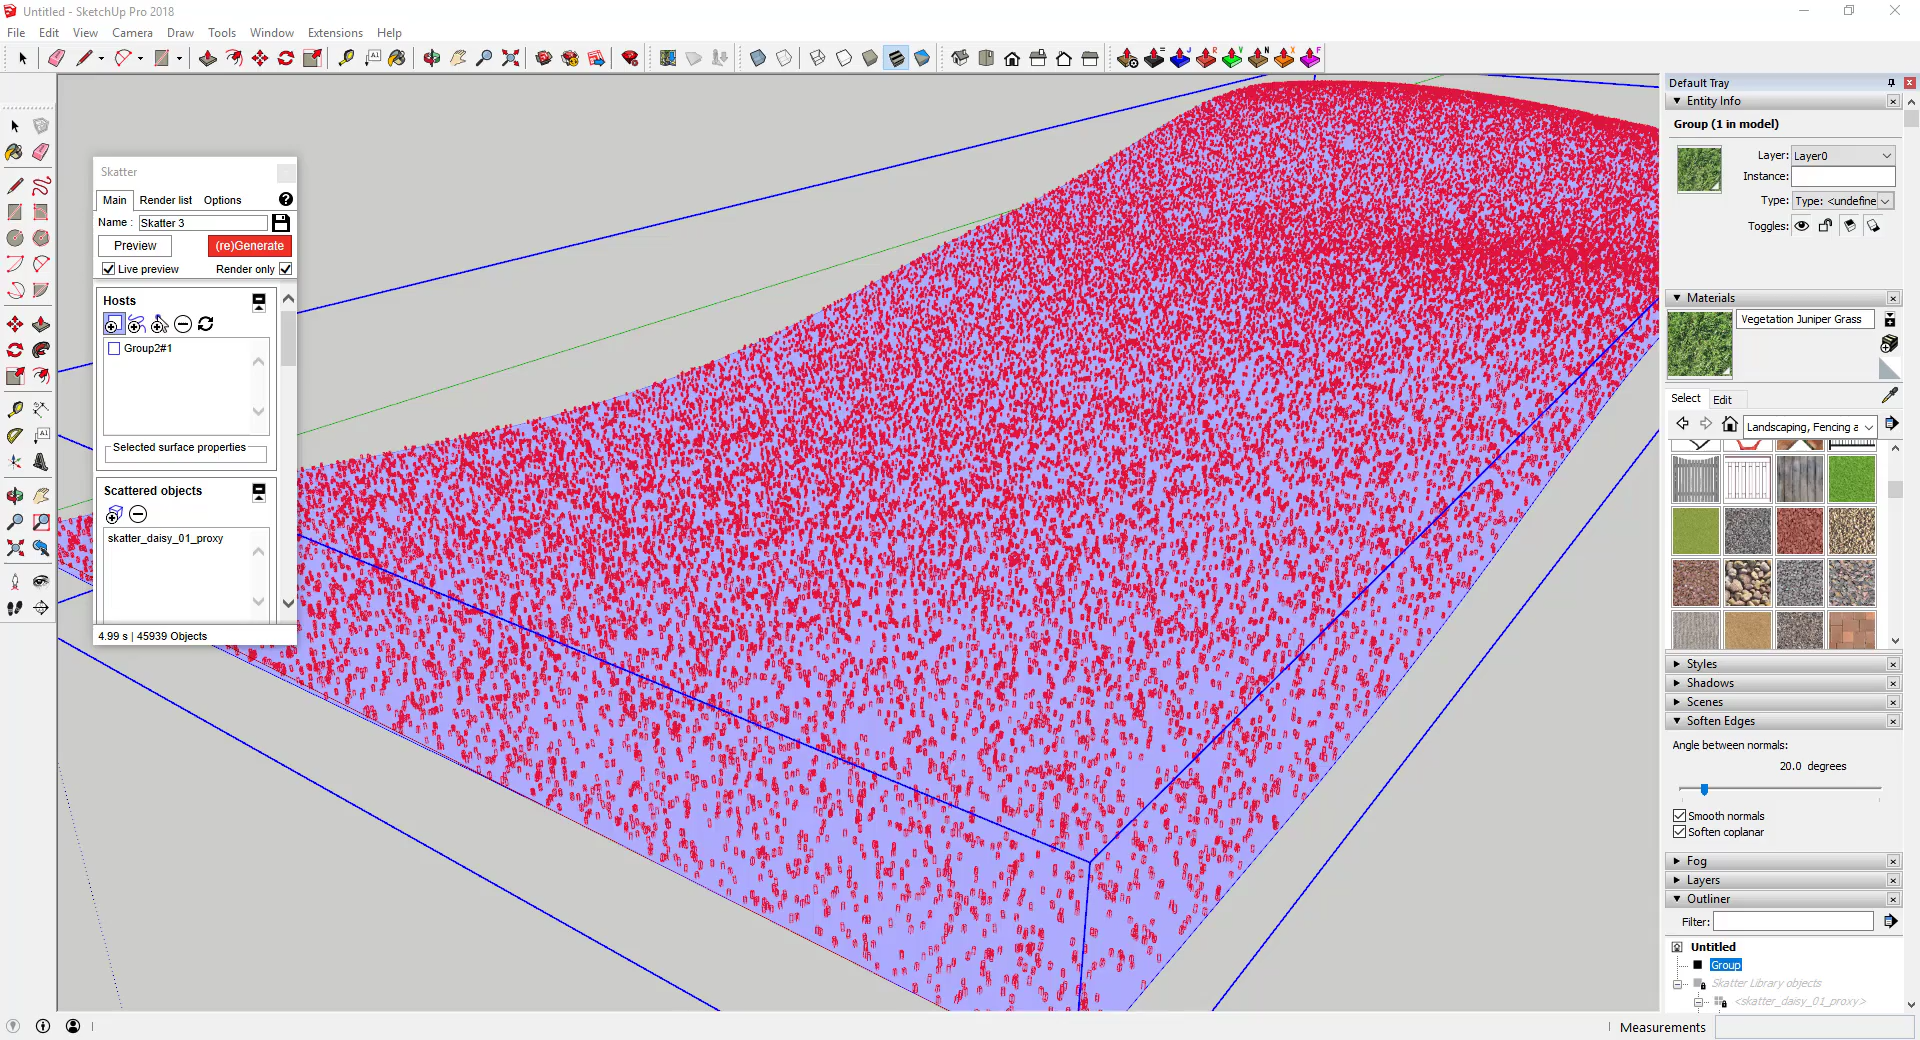 Untitled - SketchUp Pro 2018
File Edit View Camera Draw Tools Window Extensions Help
Skatter
Main Render list Options
Name : Skatter 3
Preview (re)Generate
Live preview Render only
Hosts
Group2#1
Selected surface properties
Scattered objects
skatter_daisy_01_proxy
4.99 s | 45939 Objects
Default Tray
Entity Info
Group (1 in model)
Layer: Layer0
Instance:
Type: Type: <undefine
Toggles:
Materials
Vegetation Juniper Grass
Select Edit
Landscaping, Fencing a
Styles
Shadows
Scenes
Soften Edges
Angle between normals:
20.0 degrees
Smooth normals
Soften coplanar
Fog
Layers
Outliner
Filter:
Untitled
Group
Skatter Library objects
<skatter_daisy_01_proxy>
Measurements